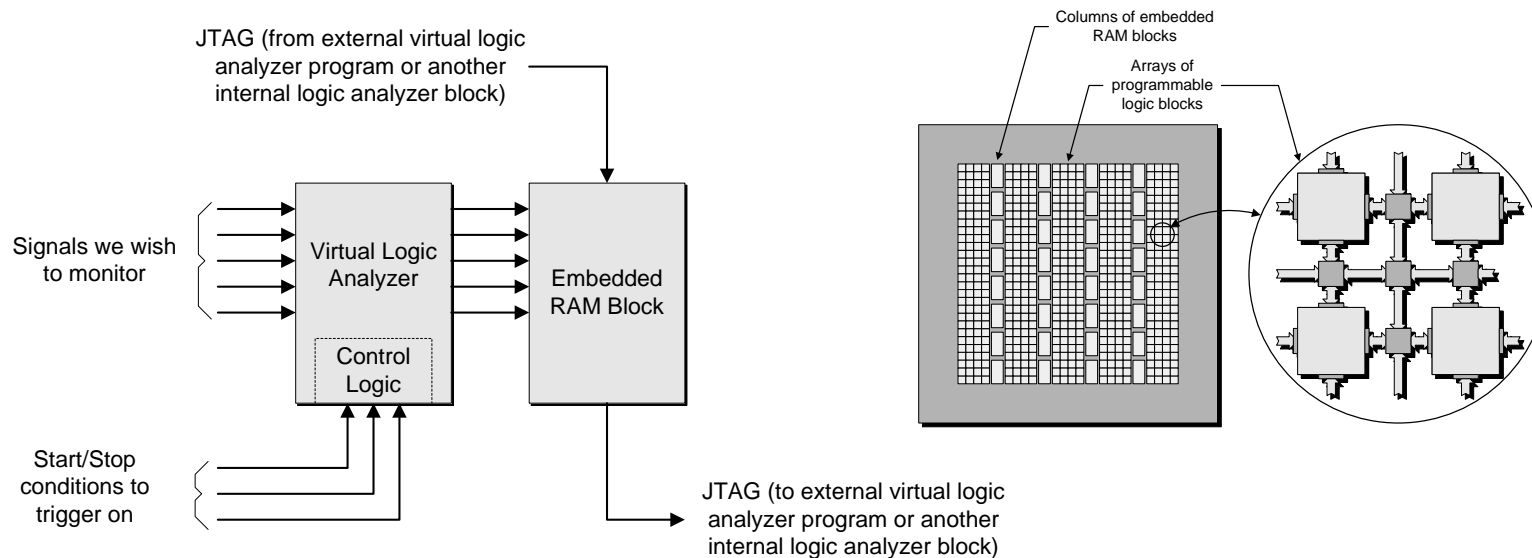 JTAG (from external virtual logic
analyzer program or another
internal logic analyzer block)
Signals we wish
to monitor
Virtual Logic
Analyzer
Control
Logic
Embedded
RAM Block
Start/Stop
conditions to
trigger on
JTAG (to external virtual logic
analyzer program or another
internal logic analyzer block)
Columns of embedded
RAM blocks
Arrays of
programmable
logic blocks